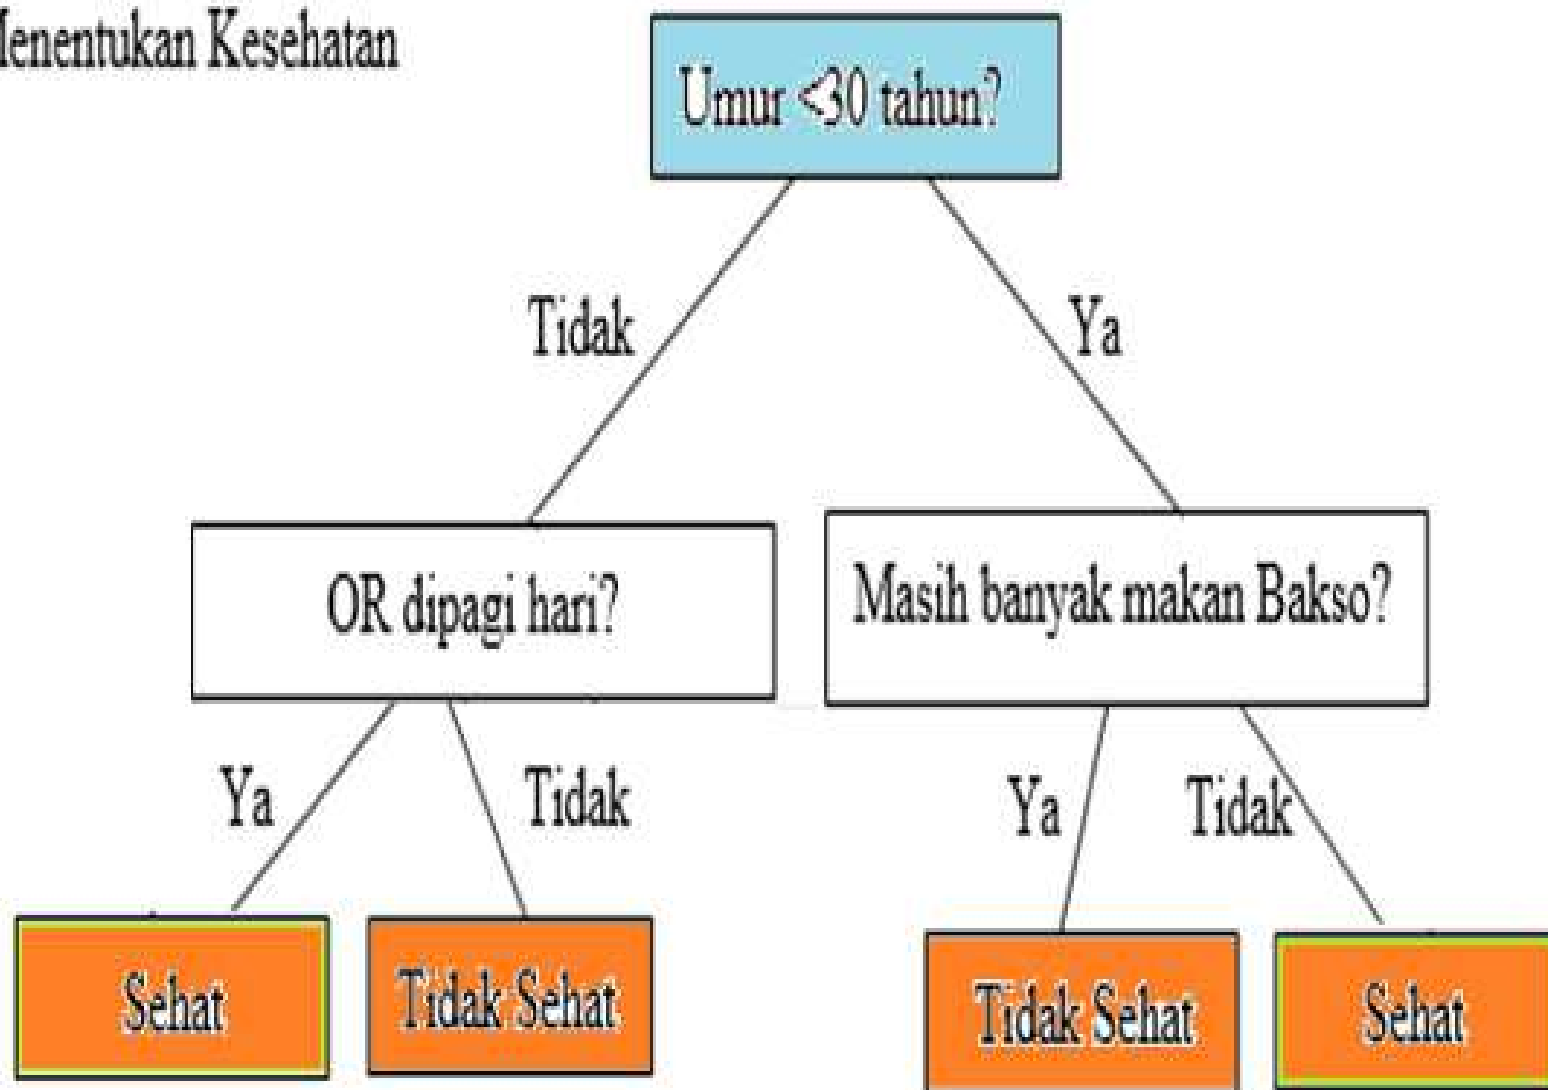 Menentukan Kesehatan
Umur <30 tahun?
Tidak
Ya
OR dipagi hari?
Masih banyak makan Bakso?
Ya
Tidak
Ya
Tidak
Sehat
Tidak Sehat
Tidak Sehat
Sehat